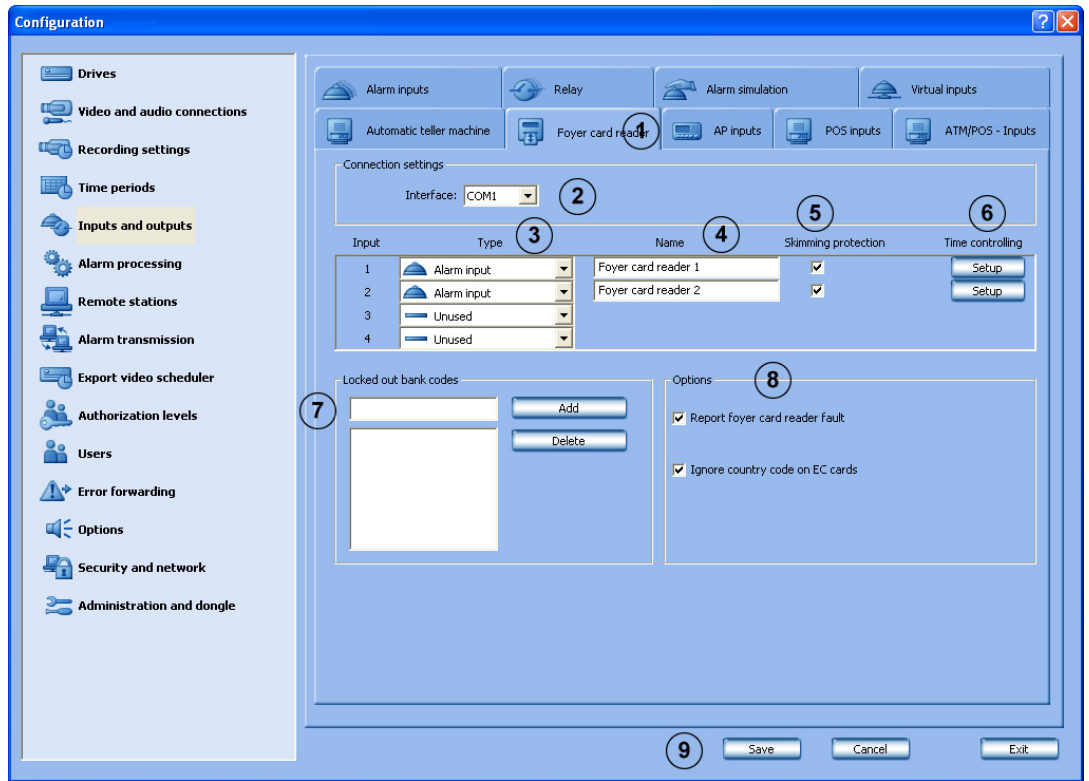 Configuration
Drives
Video and audio connections
Recording settings
Time periods
Inputs and outputs
Alarm processing
Remote stations
Alarm transmission
Export video scheduler
Authorization levels
Users
Error forwarding
Options
Security and network
Administration and dongle
Alarm inputs Relay Alarm simulation Virtual inputs
Automatic teller machine Foyer card reader 1 AP inputs POS inputs ATM/POS - Inputs
Connection settings
Interface: COM1 2
3 4 5 6
Input Type Name Skimming protection Time controlling
1 Alarm input Foyer card reader 1 Setup
2 Alarm input Foyer card reader 2 Setup
3 Unused
4 Unused
Locked out bank codes
7 Add
Delete
Options 8
Report foyer card reader fault
Ignore country code on EC cards
9 Save Cancel Exit